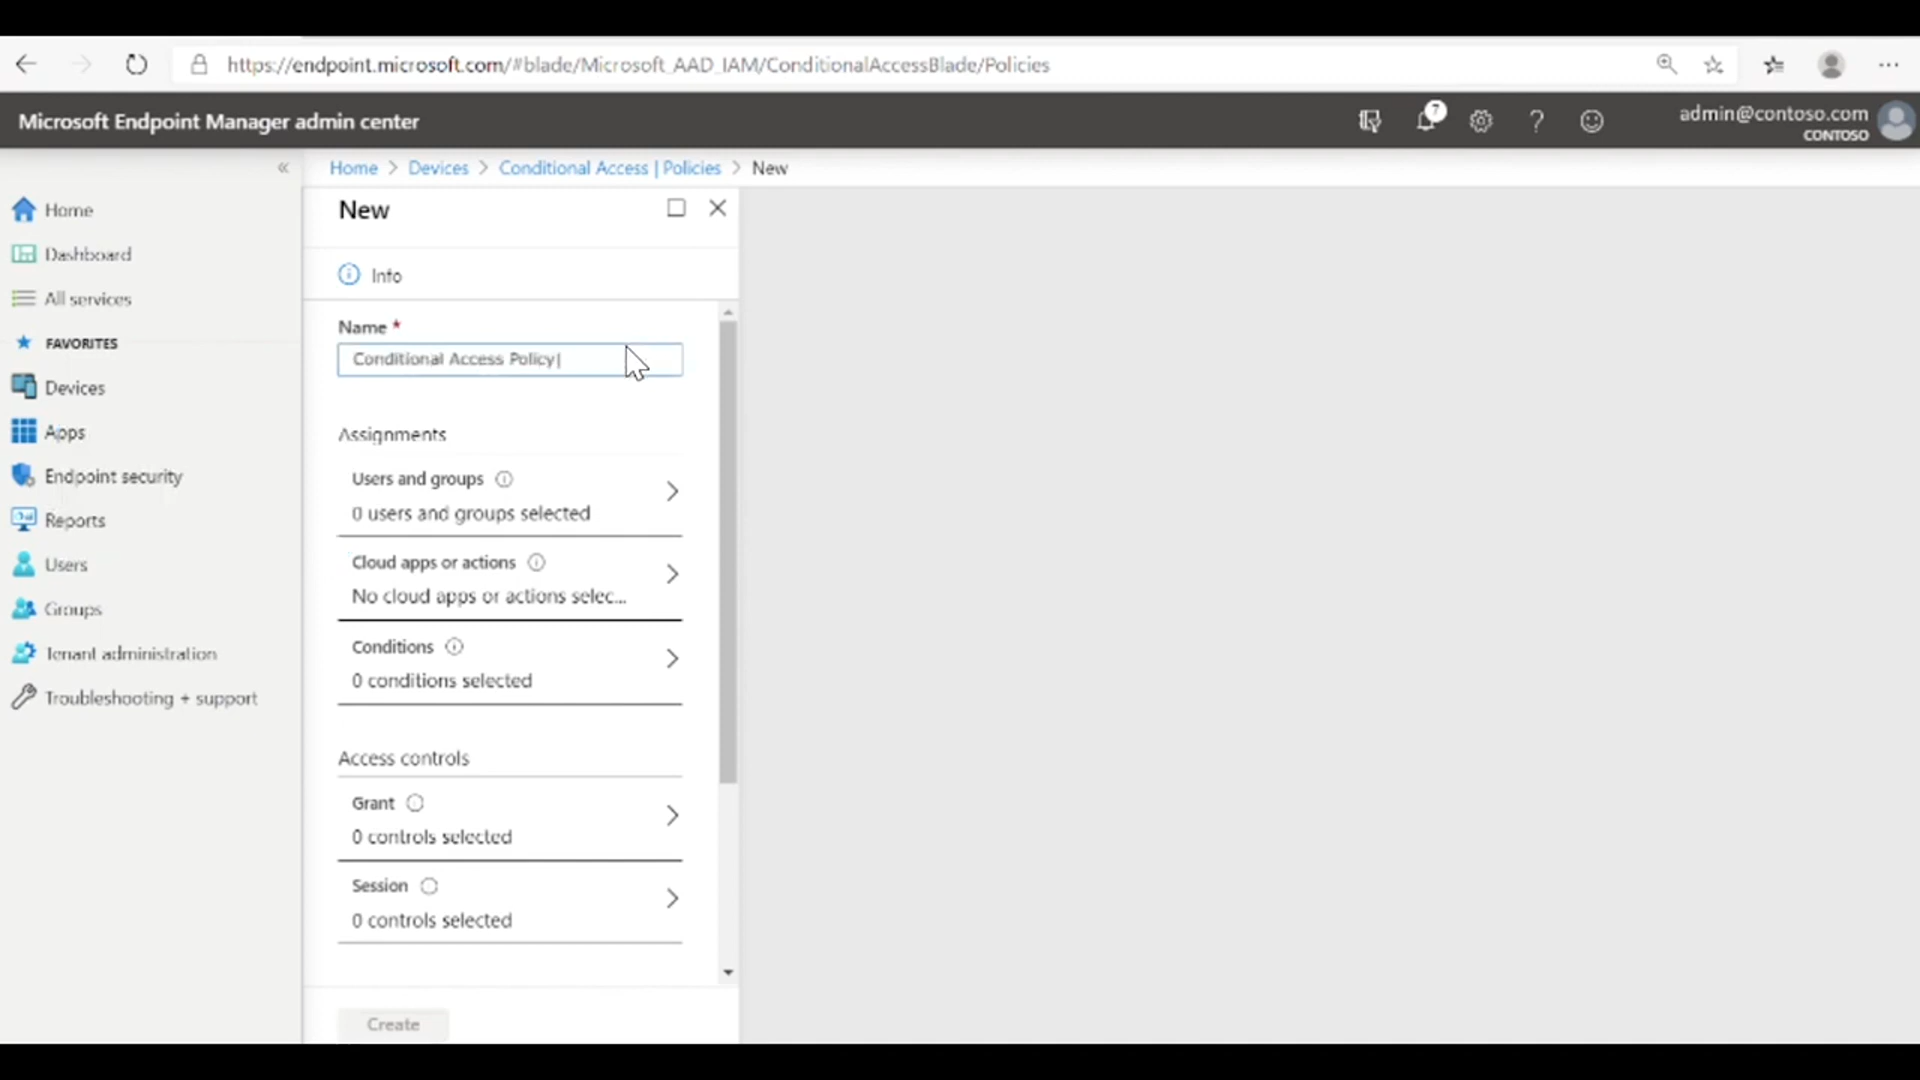 https://endpoint.microsoft.com/#blade/Microsoft_AAD_IAM/ConditionalAccessBlade/Policies
Microsoft Endpoint Manager admin center
7
admin@contoso.com
CONTOSO
Home > Devices > Conditional Access | Policies > New
Home
Dashboard
All services
FAVORITES
Devices
Apps
Endpoint security
Reports
Users
Groups
Tenant administration
Troubleshooting + support
New
Info
Name *
Conditional Access Policy
Assignments
Users and groups
0 users and groups selected
Cloud apps or actions
No cloud apps or actions selec...
Conditions
0 conditions selected
Access controls
Grant
0 controls selected
Session
0 controls selected
Create